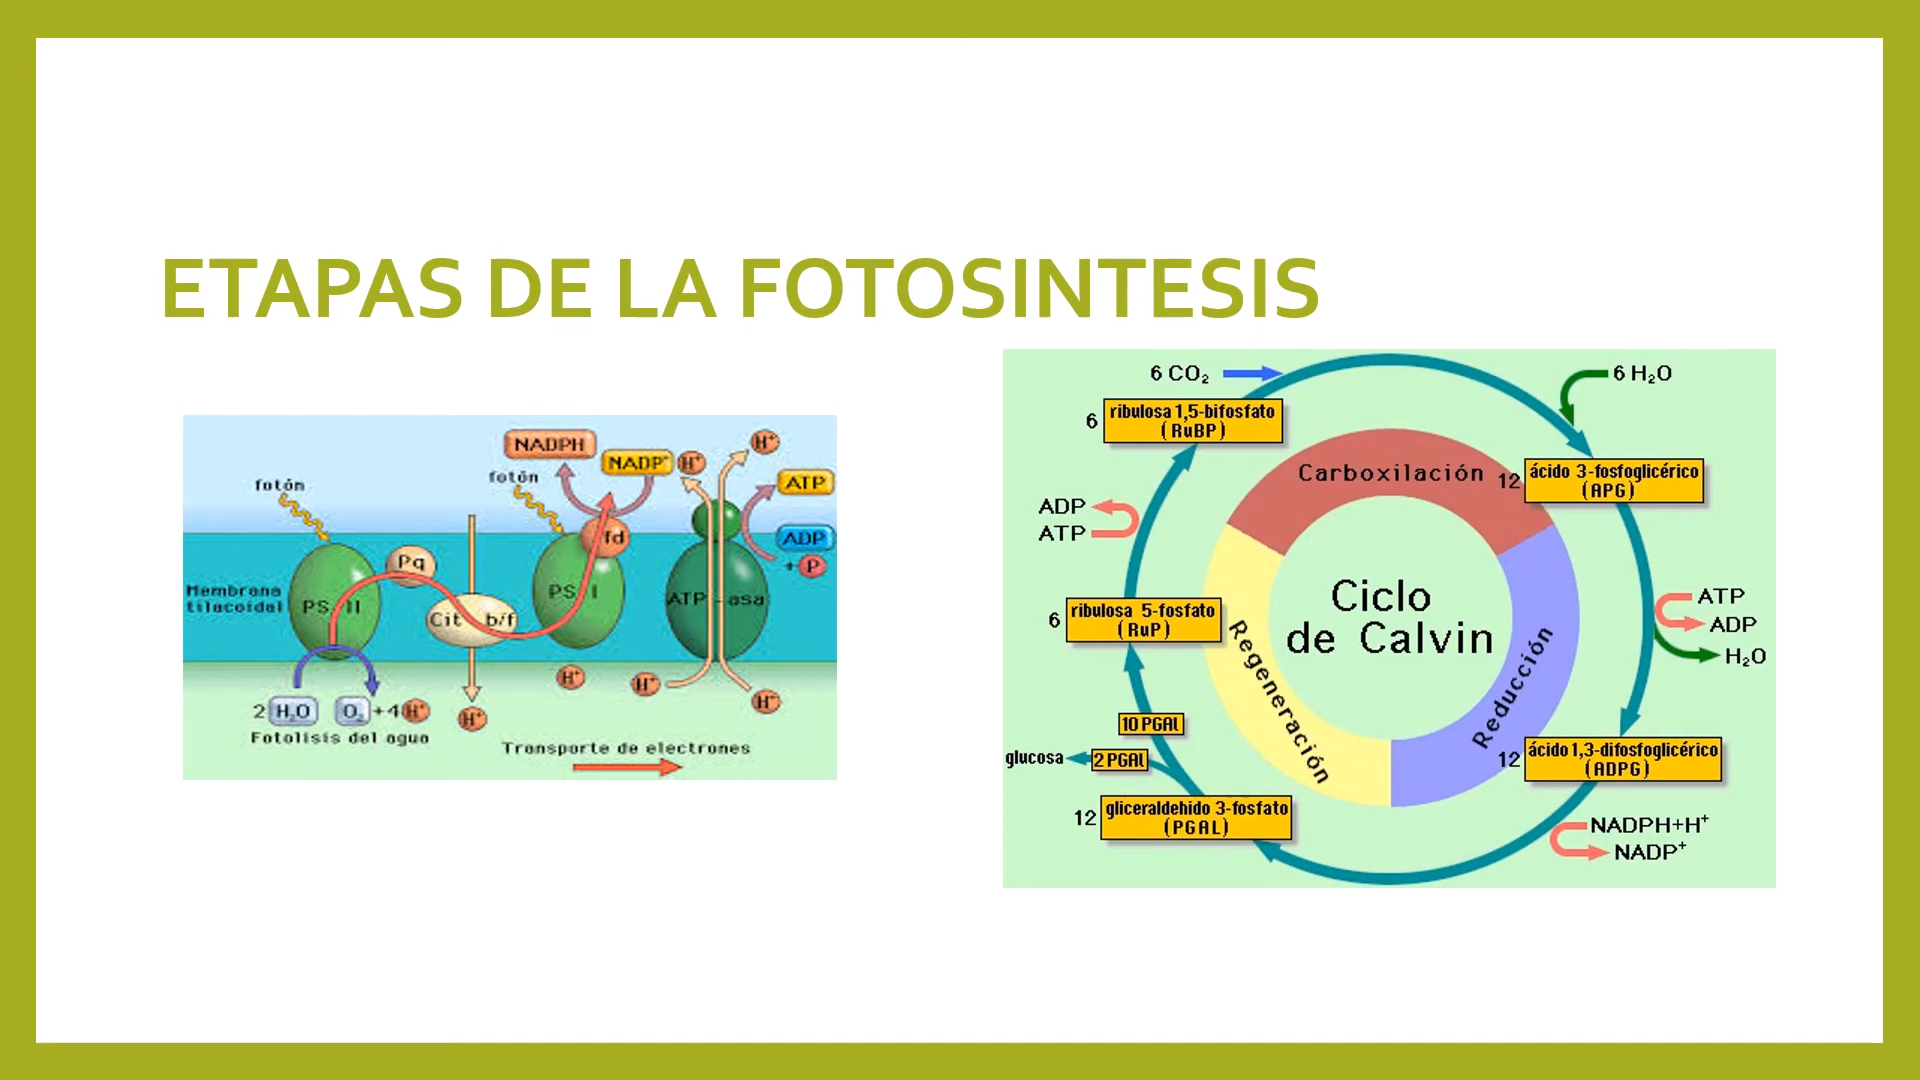 ETAPAS DE LA FOTOSINTESIS
NADPH
NADP⁺
H⁺
H⁺
fotón
fotón
ATP
fd
ADP
+ P
Pq
Membrana
tilacoidal
PS II
PS I
ATP - asa
Cit b/f
H⁺
H⁺
H⁺
H⁺
2 H₂O
O₂ + 4 H⁺
Fotolisis del agua
Transporte de electrones
6 CO₂
6 H₂O
6 ribulosa 1,5-bifosfato
(RuBP)
Carboxilación
12 ácido 3-fosfoglicérico
(APG)
ADP
ATP
Ciclo
de Calvin
ATP
ADP
H₂O
6 ribulosa 5-fosfato
(RuP)
Regeneración
Reducción
10 PGAL
glucosa
2 PGAL
12 ácido 1,3-difosfoglicérico
(ADPG)
12 gliceraldehido 3-fosfato
(PGAL)
NADPH+H⁺
NADP⁺